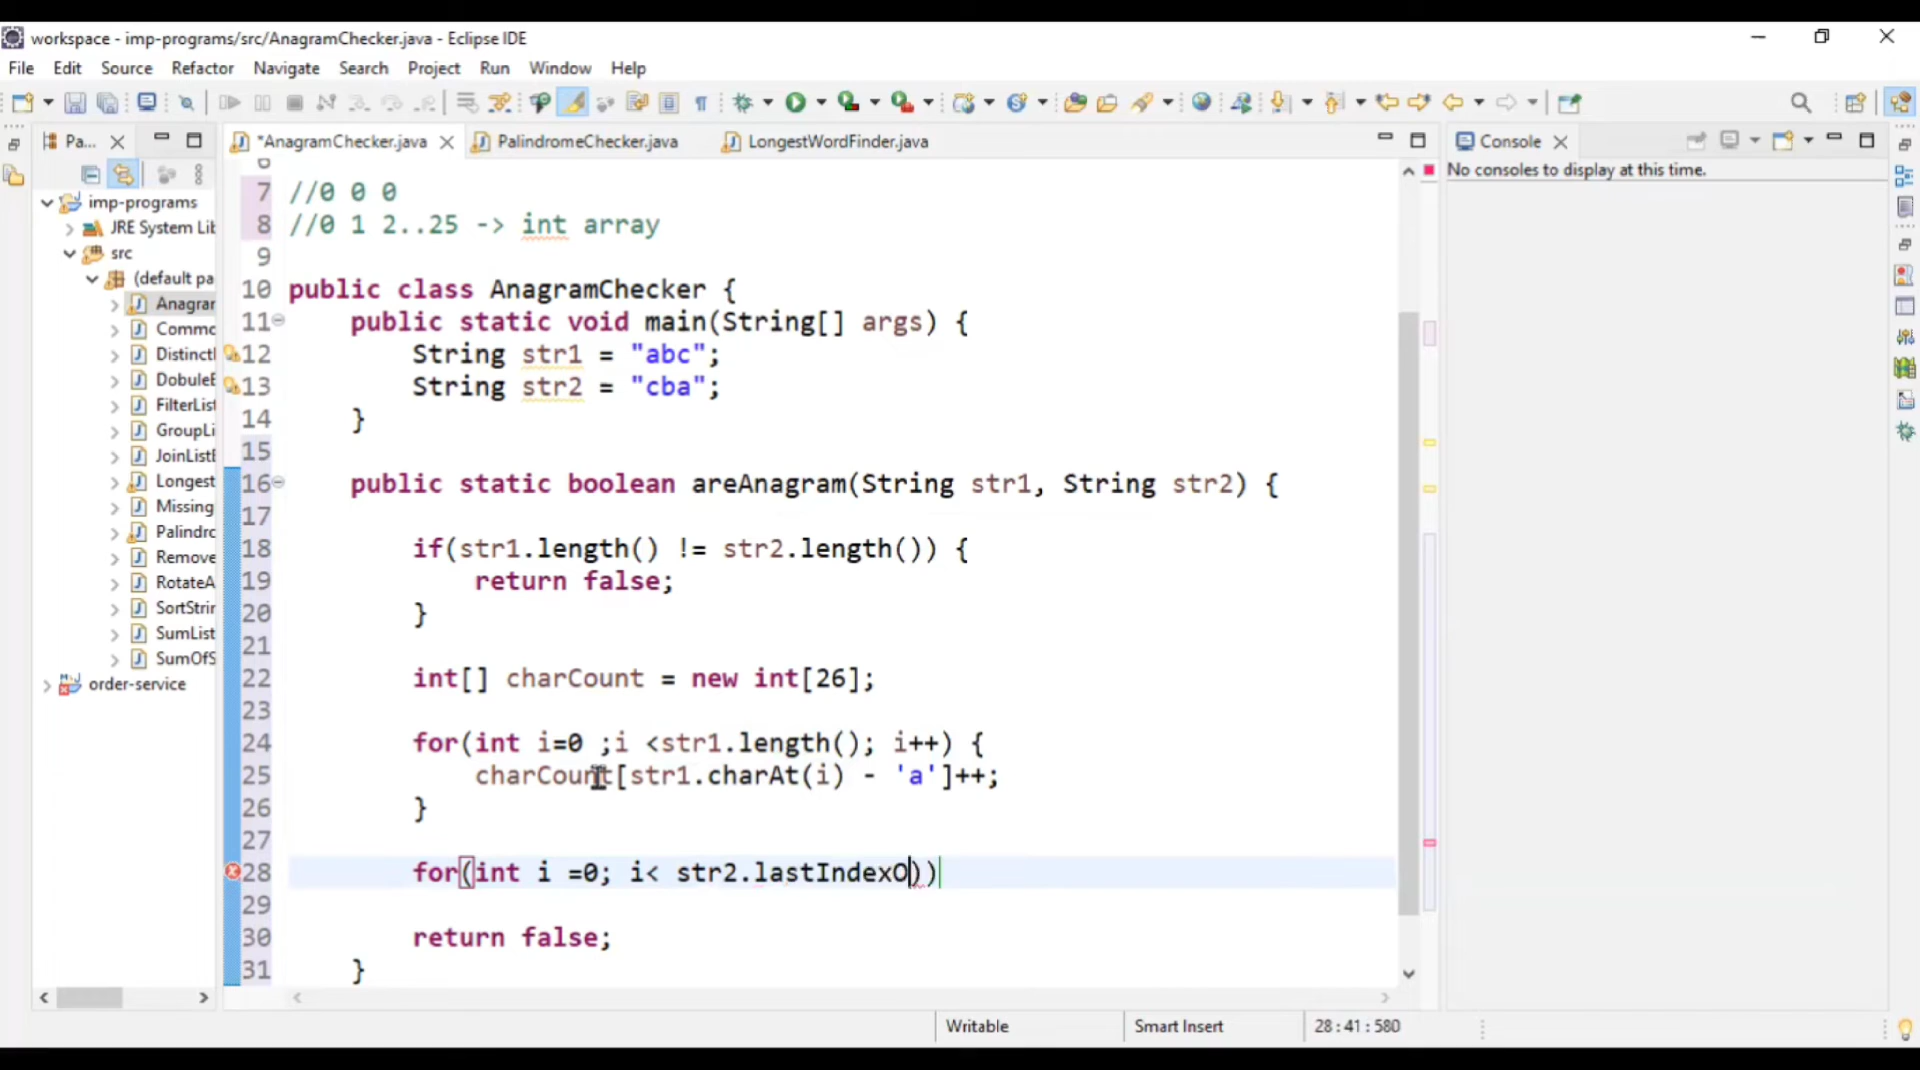 workspace - imp-programs/src/AnagramChecker.java - Eclipse IDE
File Edit Source Refactor Navigate Search Project Run Window Help
Pa... *AnagramChecker.java PalindromeChecker.java LongestWordFinder.java Console
No consoles to display at this time.
imp-programs
JRE System Lib
src
(default pa
Anagrar
Commo
Distinctl
DobuleE
FilterList
GroupLi
JoinListE
Longest
Missing
Palindro
Remove
RotateA
SortStrin
SumList
SumOfS
order-service
6
7 //0 0 0
8 //0 1 2..25 -> int array
9
10 public class AnagramChecker {
11 public static void main(String[] args) {
12 String str1 = "abc";
13 String str2 = "cba";
14 }
15
16 public static boolean areAnagram(String str1, String str2) {
17
18 if(str1.length() != str2.length()) {
19 return false;
20 }
21
22 int[] charCount = new int[26];
23
24 for(int i=0 ;i <str1.length(); i++) {
25 charCount[str1.charAt(i) - 'a']++;
26 }
27
28 for(int i =0; i< str2.lastIndexO))
29
30 return false;
31 }
Writable Smart Insert 28 : 41 : 580